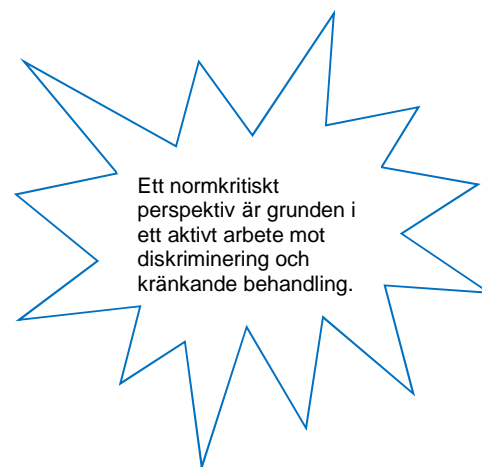 Ett normkritiskt
perspektiv är grunden i
ett aktivt arbete mot
diskriminering och
kränkande behandling.